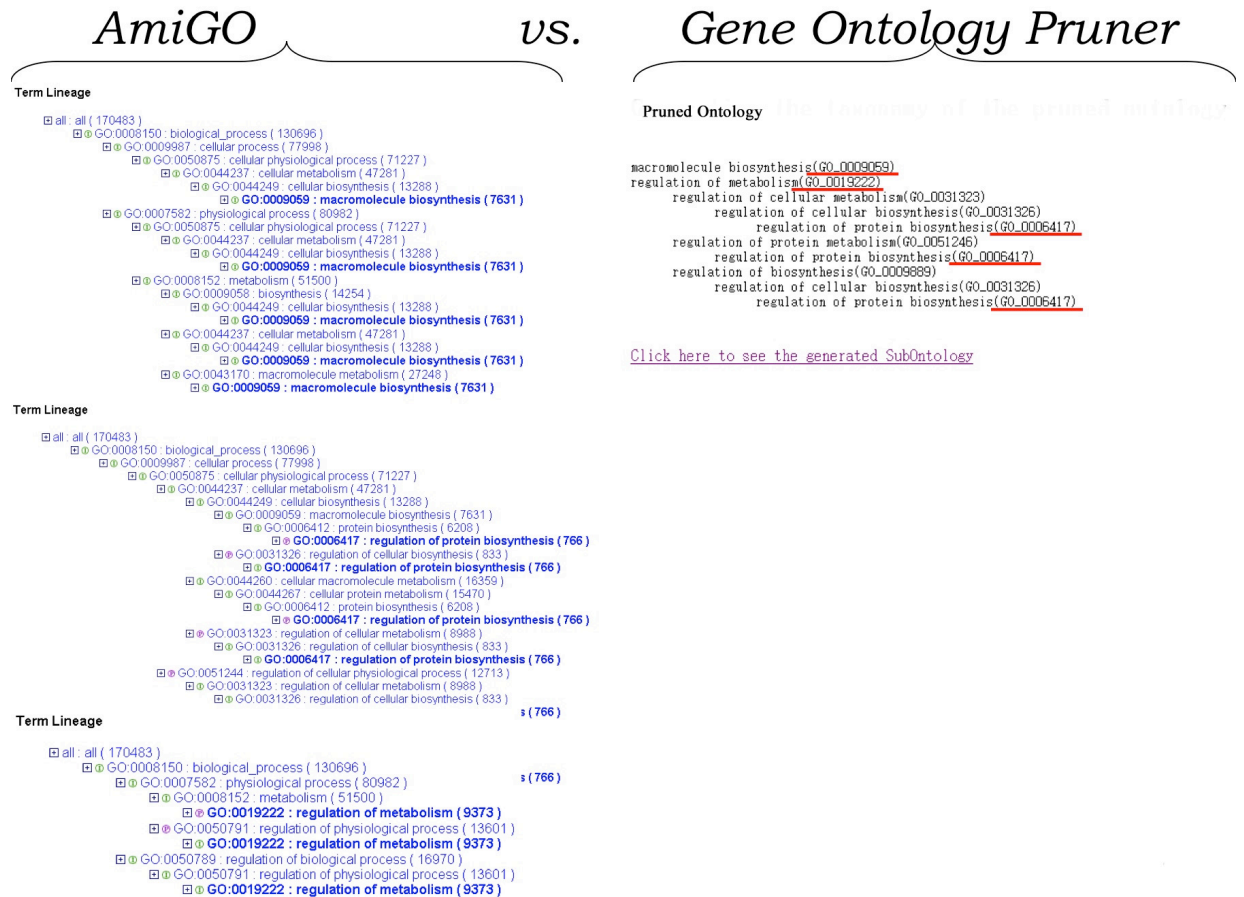 AmiGO vs. Gene Ontology Pruner
Term Lineage
all : all ( 170483 )
GO:0008150 : biological_process ( 130696 )
GO:0009987 : cellular process ( 77998 )
GO:0050875 : cellular physiological process ( 71227 )
GO:0044237 : cellular metabolism ( 47281 )
GO:0044249 : cellular biosynthesis ( 13288 )
GO:0009059 : macromolecule biosynthesis ( 7631 )
GO:0007582 : physiological process ( 80982 )
GO:0050875 : cellular physiological process ( 71227 )
GO:0044237 : cellular metabolism ( 47281 )
GO:0044249 : cellular biosynthesis ( 13288 )
GO:0009059 : macromolecule biosynthesis ( 7631 )
GO:0008152 : metabolism ( 51500 )
GO:0009058 : biosynthesis ( 14254 )
GO:0044249 : cellular biosynthesis ( 13288 )
GO:0009059 : macromolecule biosynthesis ( 7631 )
GO:0044237 : cellular metabolism ( 47281 )
GO:0044249 : cellular biosynthesis ( 13288 )
GO:0009059 : macromolecule biosynthesis ( 7631 )
GO:0043170 : macromolecule metabolism ( 27248 )
GO:0009059 : macromolecule biosynthesis ( 7631 )
Term Lineage
all : all ( 170483 )
GO:0008150 : biological_process ( 130696 )
GO:0009987 : cellular process ( 77998 )
GO:0050875 : cellular physiological process ( 71227 )
GO:0044237 : cellular metabolism ( 47281 )
GO:0044249 : cellular biosynthesis ( 13288 )
GO:0009059 : macromolecule biosynthesis ( 7631 )
GO:0006412 : protein biosynthesis ( 6208 )
GO:0006417 : regulation of protein biosynthesis ( 766 )
GO:0031326 : regulation of cellular biosynthesis ( 833 )
GO:0006417 : regulation of protein biosynthesis ( 766 )
GO:0044260 : cellular macromolecule metabolism ( 16359 )
GO:0044267 : cellular protein metabolism ( 15470 )
GO:0006412 : protein biosynthesis ( 6208 )
GO:0006417 : regulation of protein biosynthesis ( 766 )
GO:0031323 : regulation of cellular metabolism ( 8988 )
GO:0031326 : regulation of cellular biosynthesis ( 833 )
GO:0006417 : regulation of protein biosynthesis ( 766 )
GO:0051244 : regulation of cellular physiological process ( 12713 )
GO:0031323 : regulation of cellular metabolism ( 8988 )
GO:0031326 : regulation of cellular biosynthesis ( 833 )
s ( 766 )
Term Lineage
all : all ( 170483 )
GO:0008150 : biological_process ( 130696 )
s ( 766 )
GO:0007582 : physiological process ( 80982 )
GO:0008152 : metabolism ( 51500 )
GO:0019222 : regulation of metabolism ( 9373 )
GO:0050791 : regulation of physiological process ( 13601 )
GO:0019222 : regulation of metabolism ( 9373 )
GO:0050789 : regulation of biological process ( 16970 )
GO:0050791 : regulation of physiological process ( 13601 )
GO:0019222 : regulation of metabolism ( 9373 )
the taxonomy of the pruned ontology
Pruned Ontology
macromolecule biosynthesis(GO_0009059)
regulation of metabolism(GO_0019222)
regulation of cellular metabolism(GO_0031323)
regulation of cellular biosynthesis(GO_0031326)
regulation of protein biosynthesis(GO_0006417)
regulation of protein metabolism(GO_0051246)
regulation of protein biosynthesis(GO_0006417)
regulation of biosynthesis(GO_0009889)
regulation of cellular biosynthesis(GO_0031326)
regulation of protein biosynthesis(GO_0006417)
Click here to see the generated SubOntology